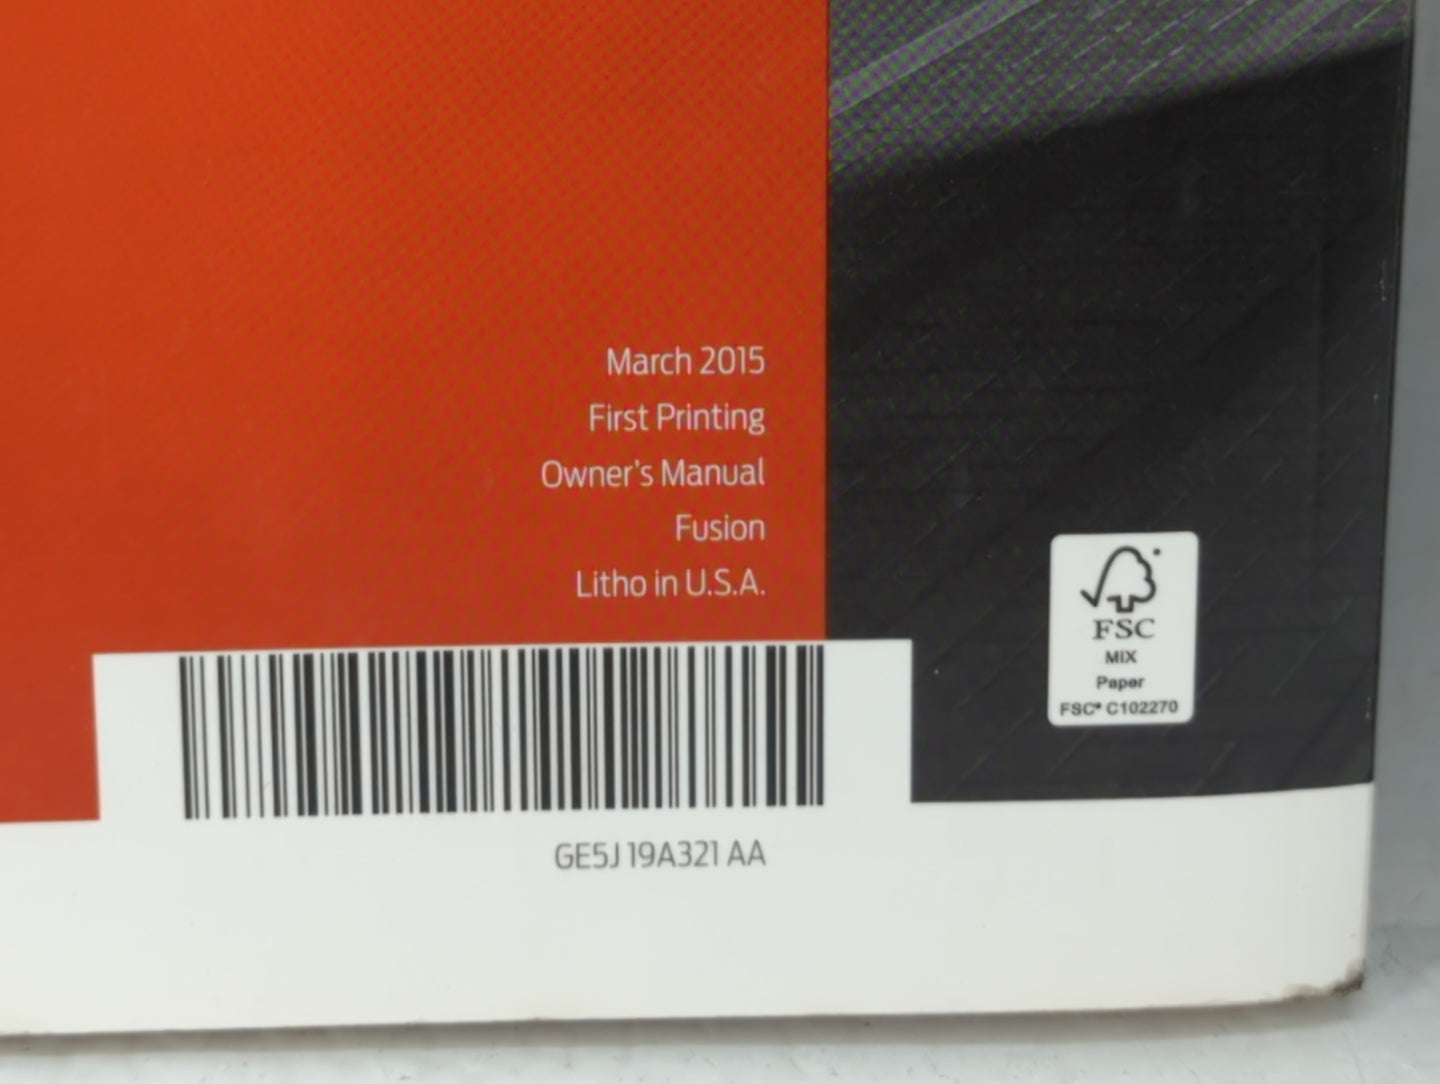 March 2015
First Printing
Owner's Manual
Fusion
Litho in U.S.A.
FSC
MIX
Paper
FSC® C102270
GE5J 19A321 AA